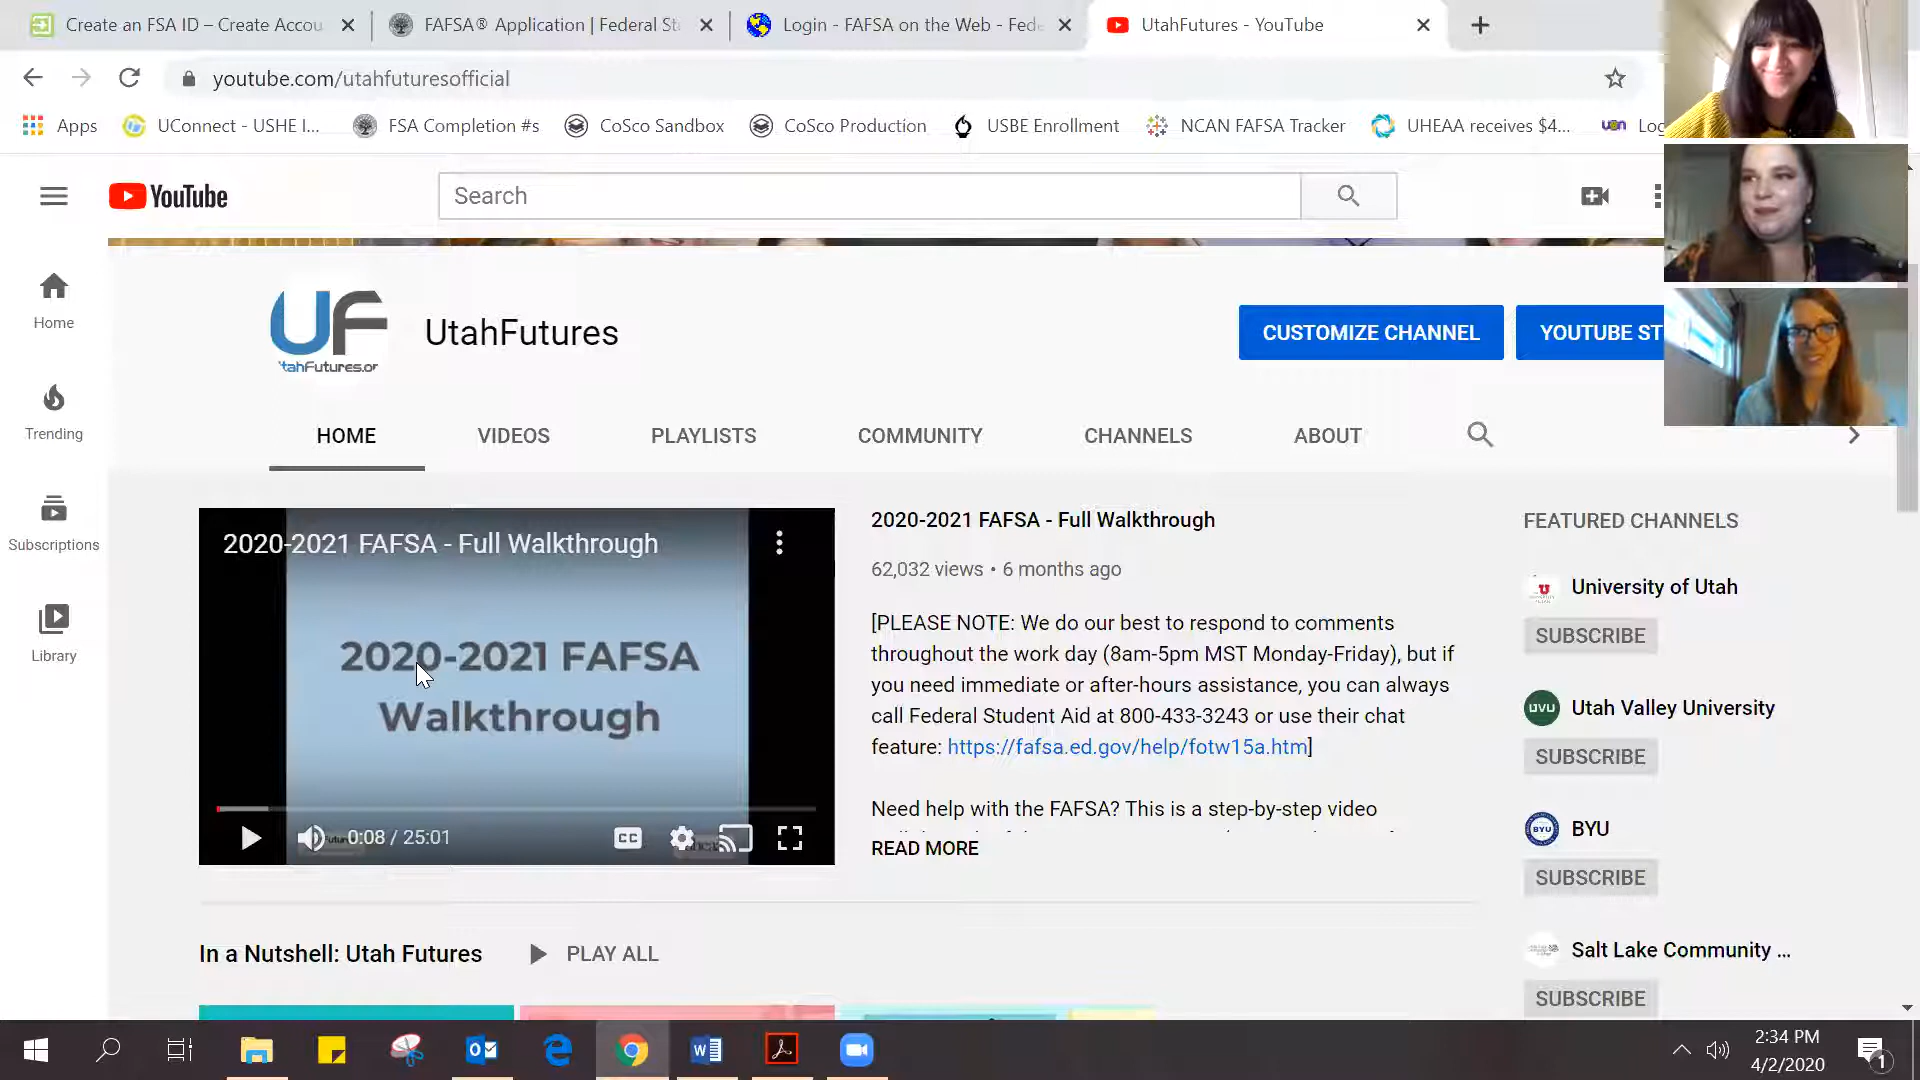 Create an FSA ID – Create Accou
FAFSA® Application | Federal St
Login - FAFSA on the Web - Fede
UtahFutures - YouTube
youtube.com/utahfuturesofficial
Apps
UConnect - USHE I...
FSA Completion #s
CoSco Sandbox
CoSco Production
USBE Enrollment
NCAN FAFSA Tracker
UHEAA receives $4...
Log
YouTube
Search
Home
Trending
Subscriptions
Library
UF
UtahFutures
CUSTOMIZE CHANNEL
YOUTUBE ST
HOME
VIDEOS
PLAYLISTS
COMMUNITY
CHANNELS
ABOUT
2020-2021 FAFSA - Full Walkthrough
2020-2021 FAFSA
Walkthrough
0:08 / 25:01
CC
2020-2021 FAFSA - Full Walkthrough
62,032 views • 6 months ago
[PLEASE NOTE: We do our best to respond to comments
throughout the work day (8am-5pm MST Monday-Friday), but if
you need immediate or after-hours assistance, you can always
call Federal Student Aid at 800-433-3243 or use their chat
feature: https://fafsa.ed.gov/help/fotw15a.htm]
Need help with the FAFSA? This is a step-by-step video
READ MORE
FEATURED CHANNELS
University of Utah
SUBSCRIBE
UVU
Utah Valley University
SUBSCRIBE
BYU
BYU
SUBSCRIBE
Salt Lake Community ...
SUBSCRIBE
In a Nutshell: Utah Futures
PLAY ALL
2:34 PM
4/2/2020
1